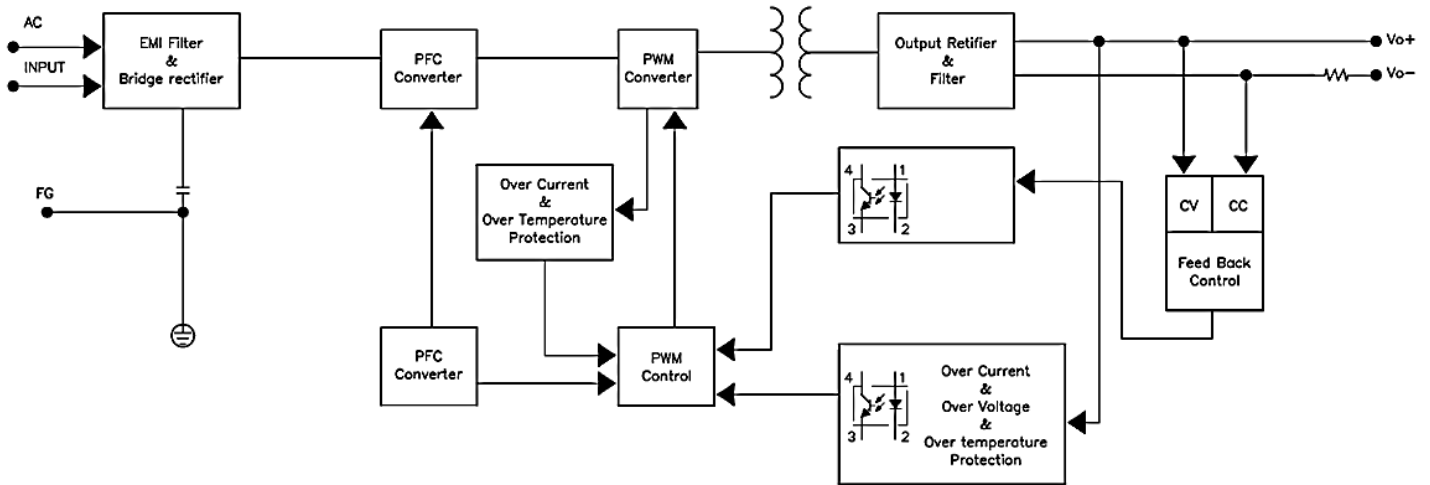 AC
INPUT
EMI Filter
&
Bridge rectifier
PFC
Converter
PWM
Converter
Output Retifier
&
Filter
Vo+
Vo-
FG
Over Current
&
Over Temperature
Protection
4 1
3 2
CV CC
Feed Back
Control
PFC
Converter
PWM
Control
4 1
3 2
Over Current
&
Over Voltage
&
Over temperature
Protection